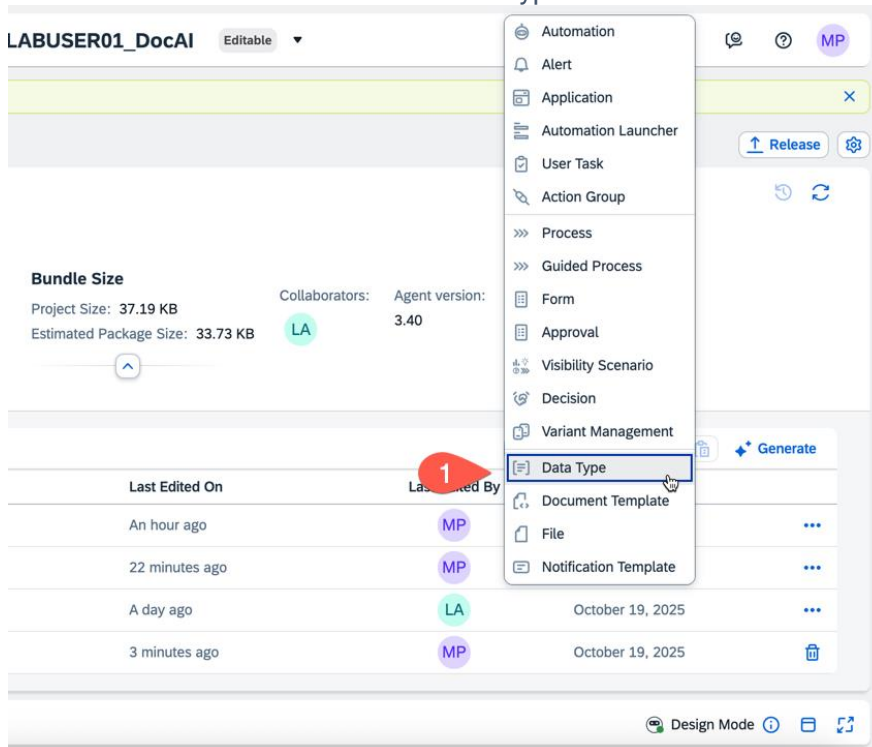 LABUSER01_DocAI Editable
MP
Automation
Alert
Application
Automation Launcher
User Task
Action Group
Process
Guided Process
Form
Approval
Visibility Scenario
Decision
Variant Management
Data Type
Document Template
File
Notification Template
Release
Bundle Size
Project Size: 37.19 KB
Estimated Package Size: 33.73 KB
Collaborators:
LA
Agent version:
3.40
Generate
1
Last Edited On
By
An hour ago MP
22 minutes ago MP
A day ago LA October 19, 2025
3 minutes ago MP October 19, 2025
Design Mode